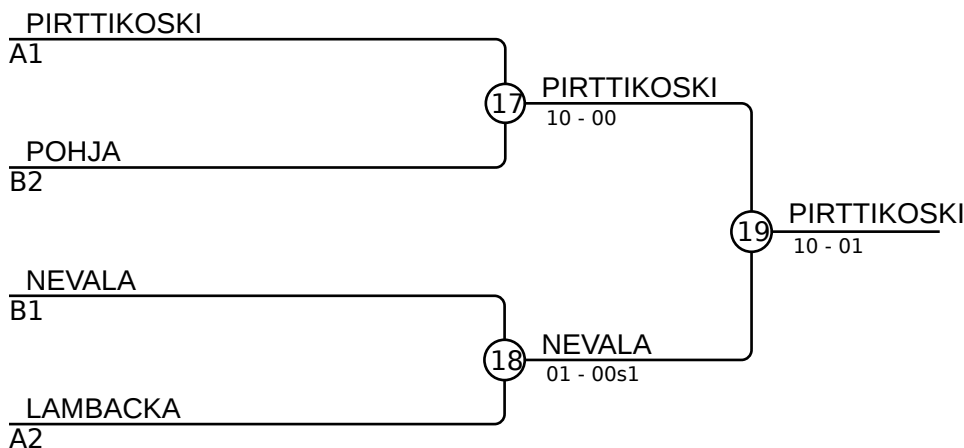 PIRTTIKOSKI
A1
17
PIRTTIKOSKI
10 - 00
POHJA
B2
19
PIRTTIKOSKI
10 - 01
NEVALA
B1
18
NEVALA
01 - 00s1
LAMBACKA
A2